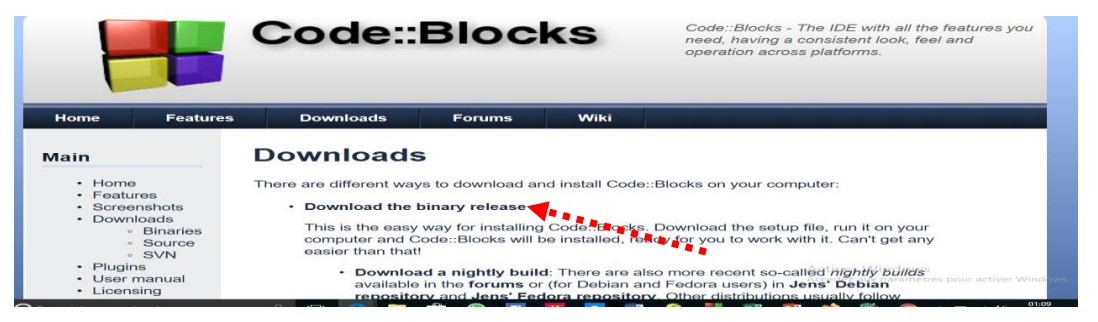 Code::Blocks
Code::Blocks - The IDE with all the features you
need, having a consistent look, feel and
operation across platforms.
Home Features Downloads Forums Wiki
Main
• Home
• Features
• Screenshots
• Downloads
◦ Binaries
◦ Source
◦ SVN
• Plugins
• User manual
• Licensing
Downloads
There are different ways to download and install Code::Blocks on your computer:
• Download the binary release
This is the easy way for installing Code::Blocks. Download the setup file, run it on your
computer and Code::Blocks will be installed, ready for you to work with it. Can't get any
easier than that!
• Download a nightly build: There are also more recent so-called nightly builds
available in the forums or (for Debian and Fedora users) in Jens' Debian
repository and Jens' Fedora repository. Other distributions usually follow
paramètres pour activer Windows.
01:09